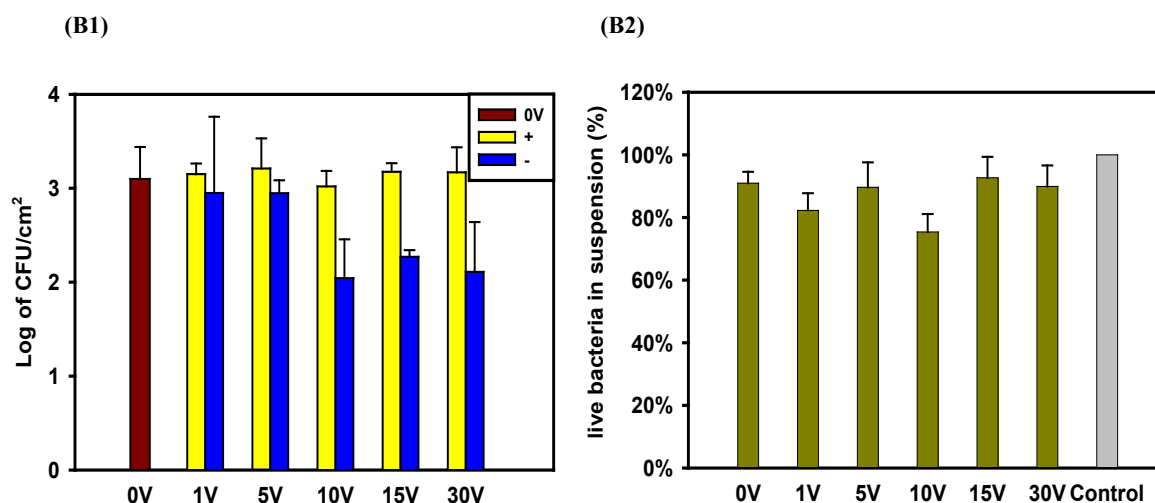 (B1)
Log of CFU/cm²
4
3
2
1
0
0V
+
-
0V 1V 5V 10V 15V 30V
(B2)
live bacteria in suspension (%)
120%
100%
80%
60%
40%
20%
0%
0V 1V 5V 10V 15V 30V Control